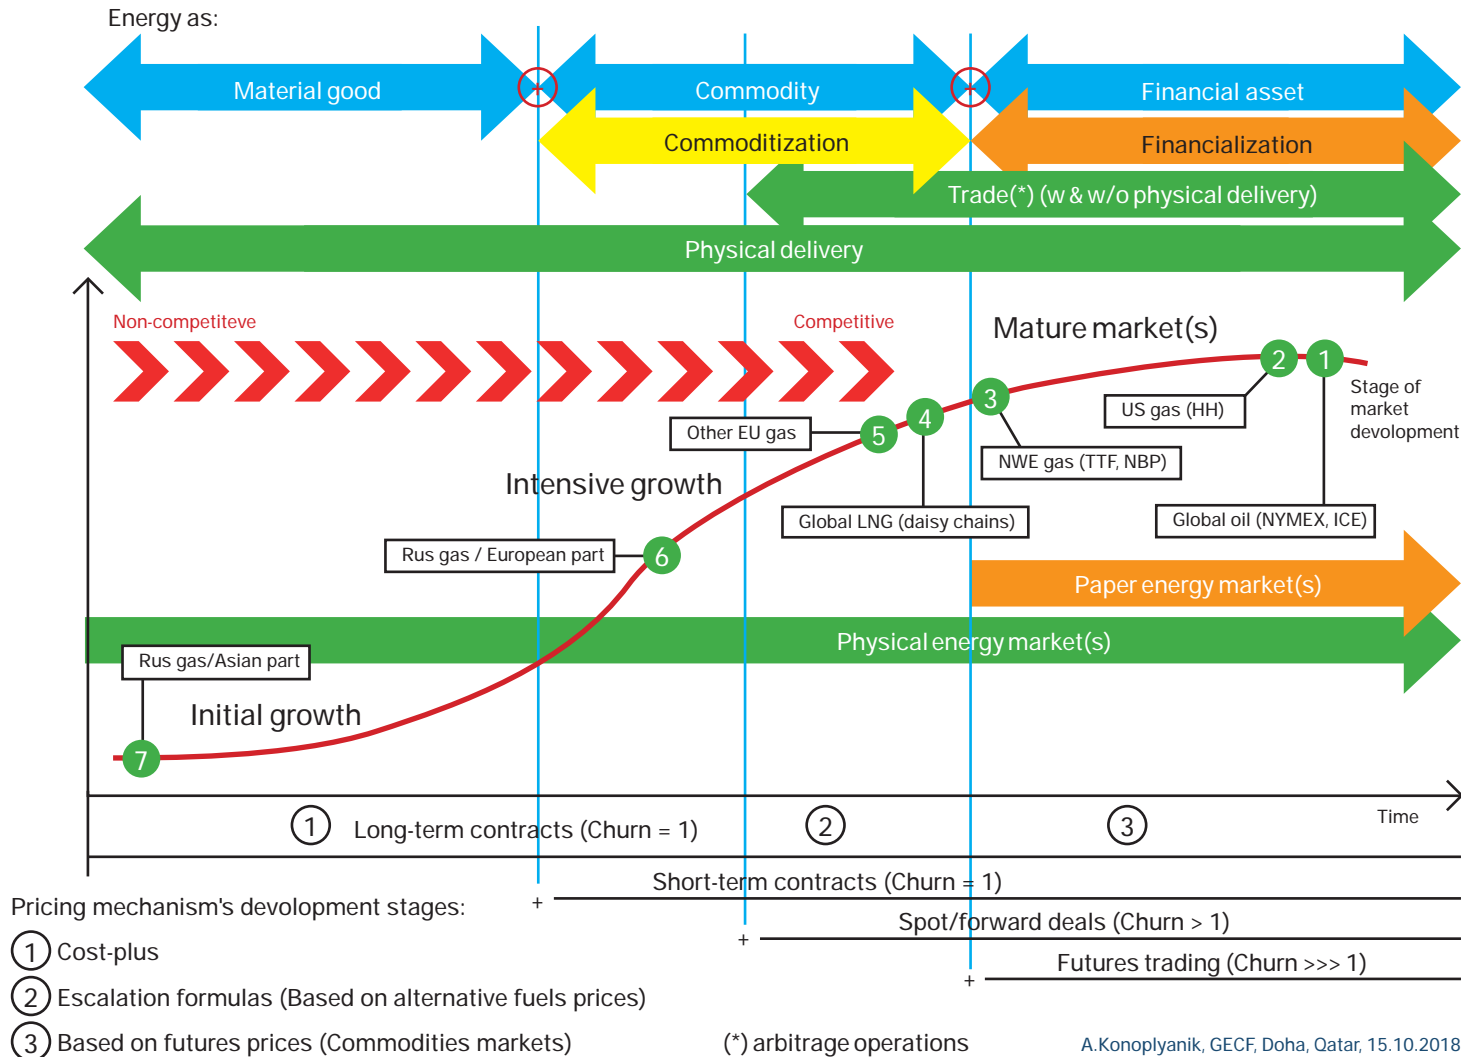 Energy as:
Material good
Commodity
Financial asset
Commoditization
Financialization
Trade(*) (w & w/o physical delivery)
Physical delivery
Non-competiteve
Competitive
Mature market(s)
2
1
Stage of
market
devolopment
3
US gas (HH)
4
Other EU gas
5
NWE gas (TTF, NBP)
Intensive growth
Global LNG (daisy chains)
Global oil (NYMEX, ICE)
Rus gas / European part
6
Paper energy market(s)
Physical energy market(s)
Rus gas/Asian part
Initial growth
7
Time
1
Long-term contracts (Churn = 1)
2
3
Short-term contracts (Churn = 1)
+
Pricing mechanism's devolopment stages:
Spot/forward deals (Churn > 1)
+
1 Cost-plus
Futures trading (Churn >>> 1)
+
2 Escalation formulas (Based on alternative fuels prices)
3 Based on futures prices (Commodities markets)
(*) arbitrage operations
A.Konoplyanik, GECF, Doha, Qatar, 15.10.2018